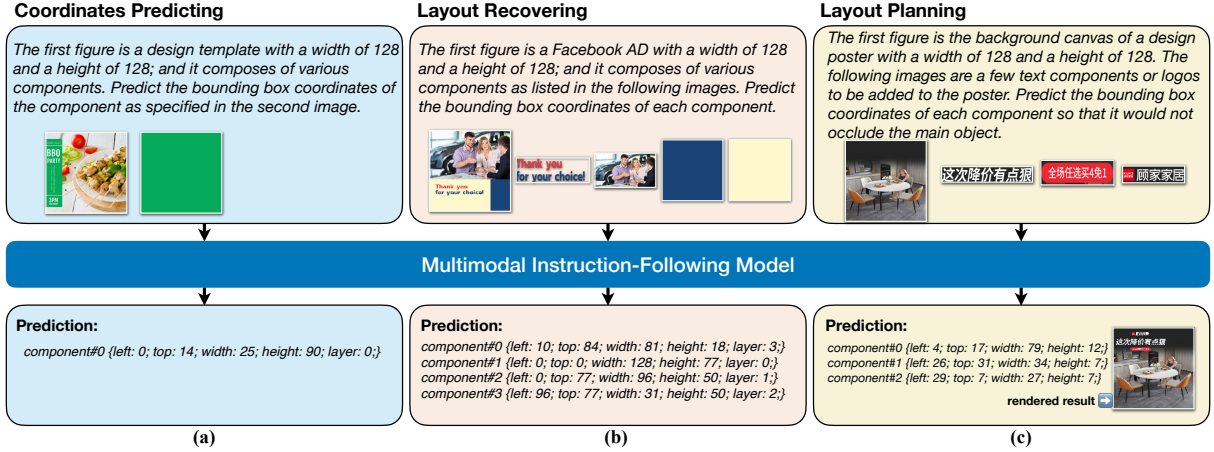 Coordinates Predicting
The first figure is a design template with a width of 128
and a height of 128; and it composes of various
components. Predict the bounding box coordinates of
the component as specified in the second image.
BBQ
PARTY
3PM
Layout Recovering
The first figure is a Facebook AD with a width of 128
and a height of 128; and it composes of various
components as listed in the following images. Predict
the bounding box coordinates of each component.
Thank you
for your choice!
Thank you
for your choice!
Layout Planning
The first figure is the background canvas of a design
poster with a width of 128 and a height of 128. The
following images are a few text components or logos
to be added to the poster. Predict the bounding box
coordinates of each component so that it would not
occlude the main object.
这次降价有点狠
全场任选买4免1
顾家家居
Multimodal Instruction-Following Model
Prediction:
component#0 {left: 0; top: 14; width: 25; height: 90; layer: 0;}
(a)
Prediction:
component#0 {left: 10; top: 84; width: 81; height: 18; layer: 3;}
component#1 {left: 0; top: 0; width: 128; height: 77; layer: 0;}
component#2 {left: 0; top: 77; width: 96; height: 50; layer: 1;}
component#3 {left: 96; top: 77; width: 31; height: 50; layer: 2;}
(b)
Prediction:
component#0 {left: 4; top: 17; width: 79; height: 12;}
component#1 {left: 26; top: 31; width: 34; height: 7;}
component#2 {left: 29; top: 7; width: 27; height: 7;}
rendered result
这次降价有点狠
(c)